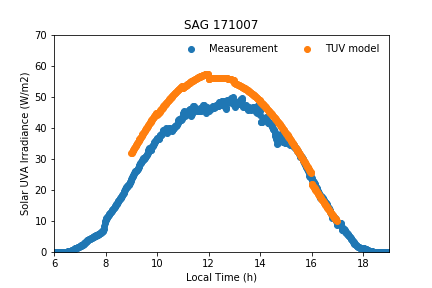 SAG 171007
Measurement
TUV model
Solar UVA Irradiance (W/m2)
70
60
50
40
30
20
10
0
6 8 10 12 14 16 18
Local Time (h)